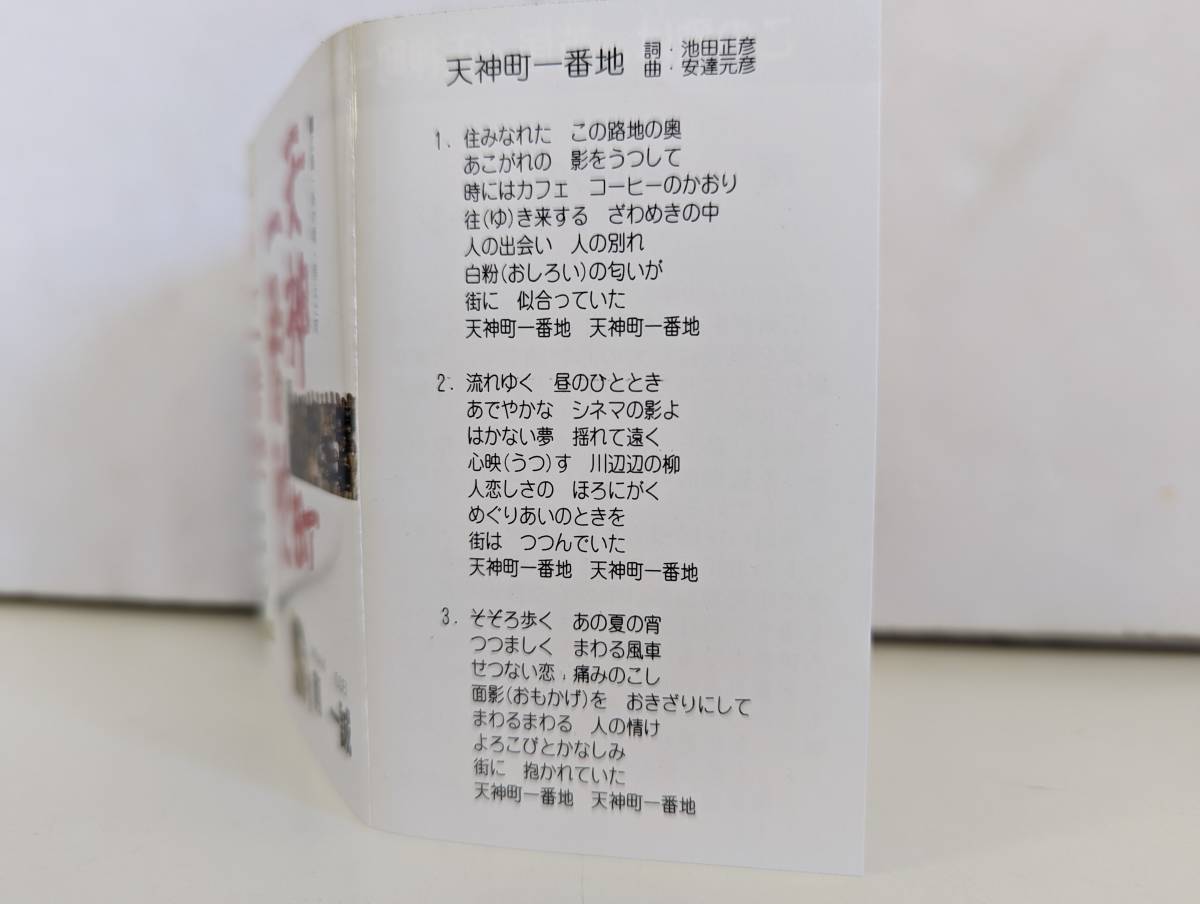 天神町一番地
詞・池田正彦
曲・安達元彦
1. 住みなれた この路地の奥
あこがれの 影をうつして
時にはカフェ コーヒーのかおり
往(ゆ)き来する ざわめきの中
人の出会い 人の別れ
白粉(おしろい)の匂いが
街に 似合っていた
天神町一番地 天神町一番地
2. 流れゆく 昼のひととき
あでやかな シネマの影よ
はかない夢 揺れて遠く
心映(うつ)す 川辺辺の柳
人恋しさの ほろにがく
めぐりあいのときを
街は つつんでいた
天神町一番地 天神町一番地
3. そぞろ歩く あの夏の宵
つつましく まわる風車
せつない恋, 痛みのこし
面影(おもかげ)を おきざりにして
まわるまわる 人の情け
よろこびとかなしみ
街に 抱かれていた
天神町一番地 天神町一番地